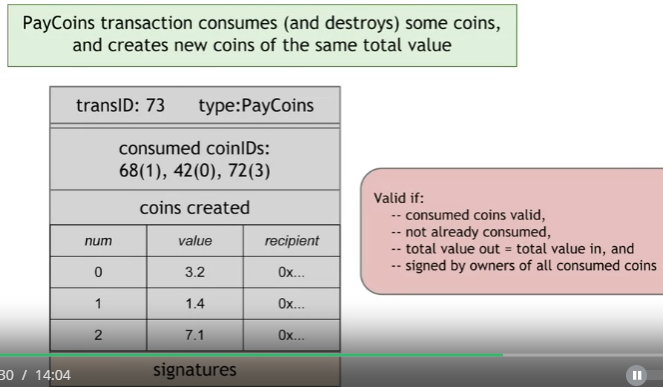 PayCoins transaction consumes (and destroys) some coins,
and creates new coins of the same total value
transID: 73 type:PayCoins
consumed coinIDs:
68(1), 42(0), 72(3)
coins created
num value recipient
0 3.2 0x...
1 1.4 0x...
2 7.1 0x...
signatures
Valid if:
-- consumed coins valid,
-- not already consumed,
-- total value out = total value in, and
-- signed by owners of all consumed coins
30 / 14:04